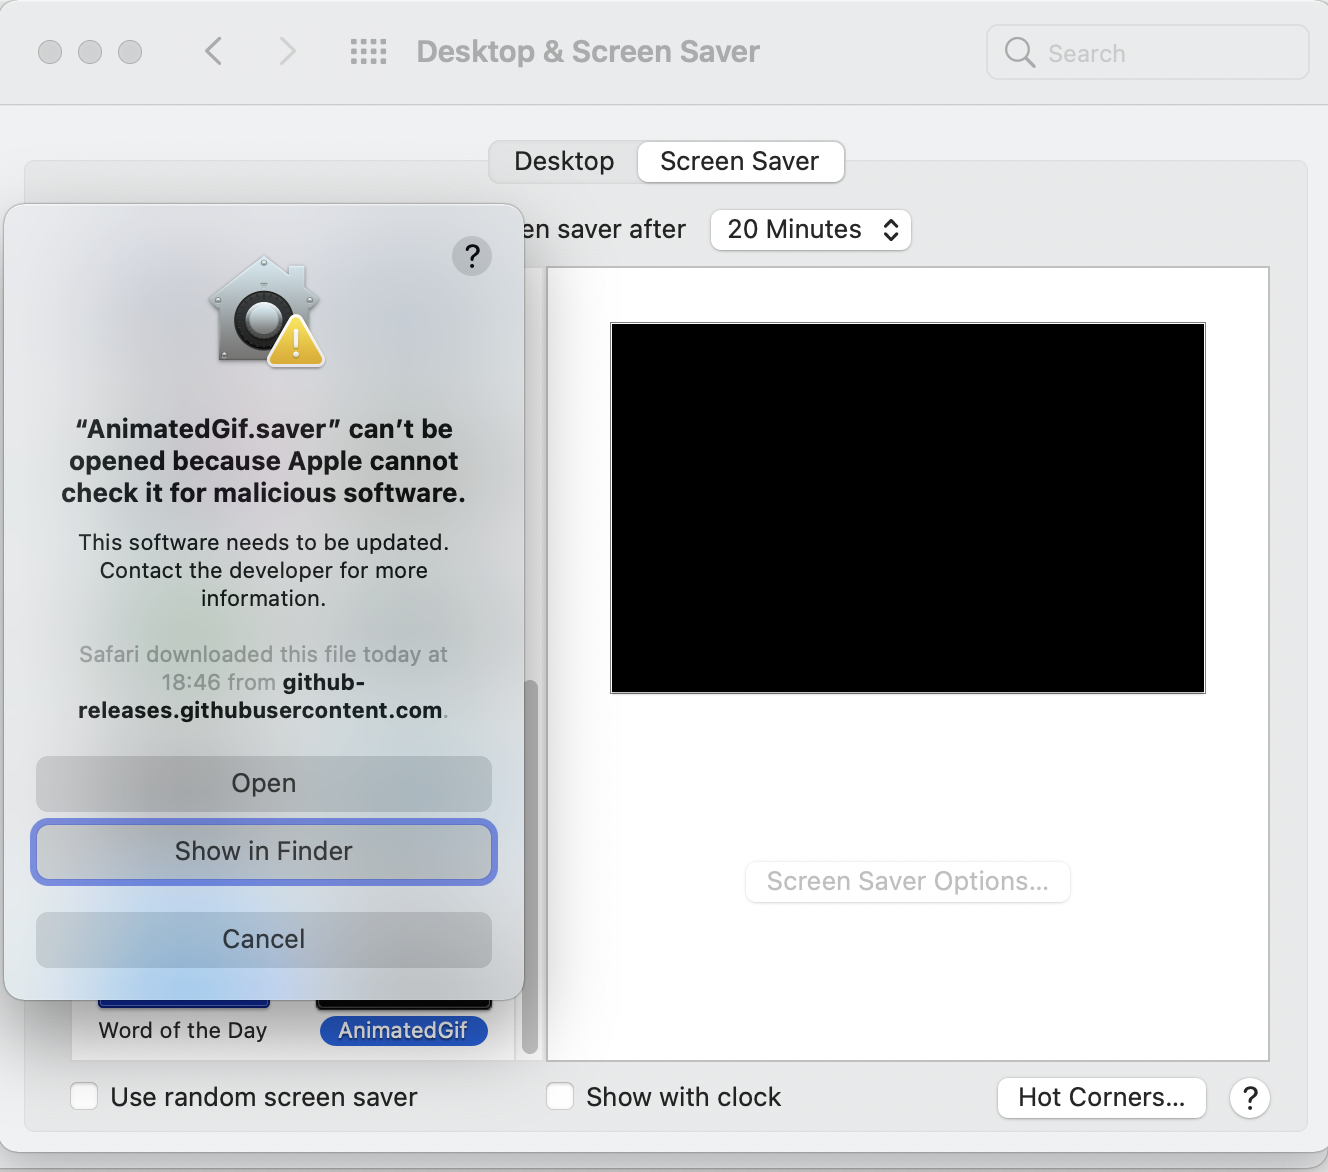 Desktop & Screen Saver
Search
Desktop
Screen Saver
en saver after
20 Minutes
?
“AnimatedGif.saver” can’t be
opened because Apple cannot
check it for malicious software.
This software needs to be updated.
Contact the developer for more
information.
Safari downloaded this file today at
18:46 from github-
releases.githubusercontent.com.
Open
Show in Finder
Cancel
Screen Saver Options...
Word of the Day
AnimatedGif
Use random screen saver
Show with clock
Hot Corners...
?